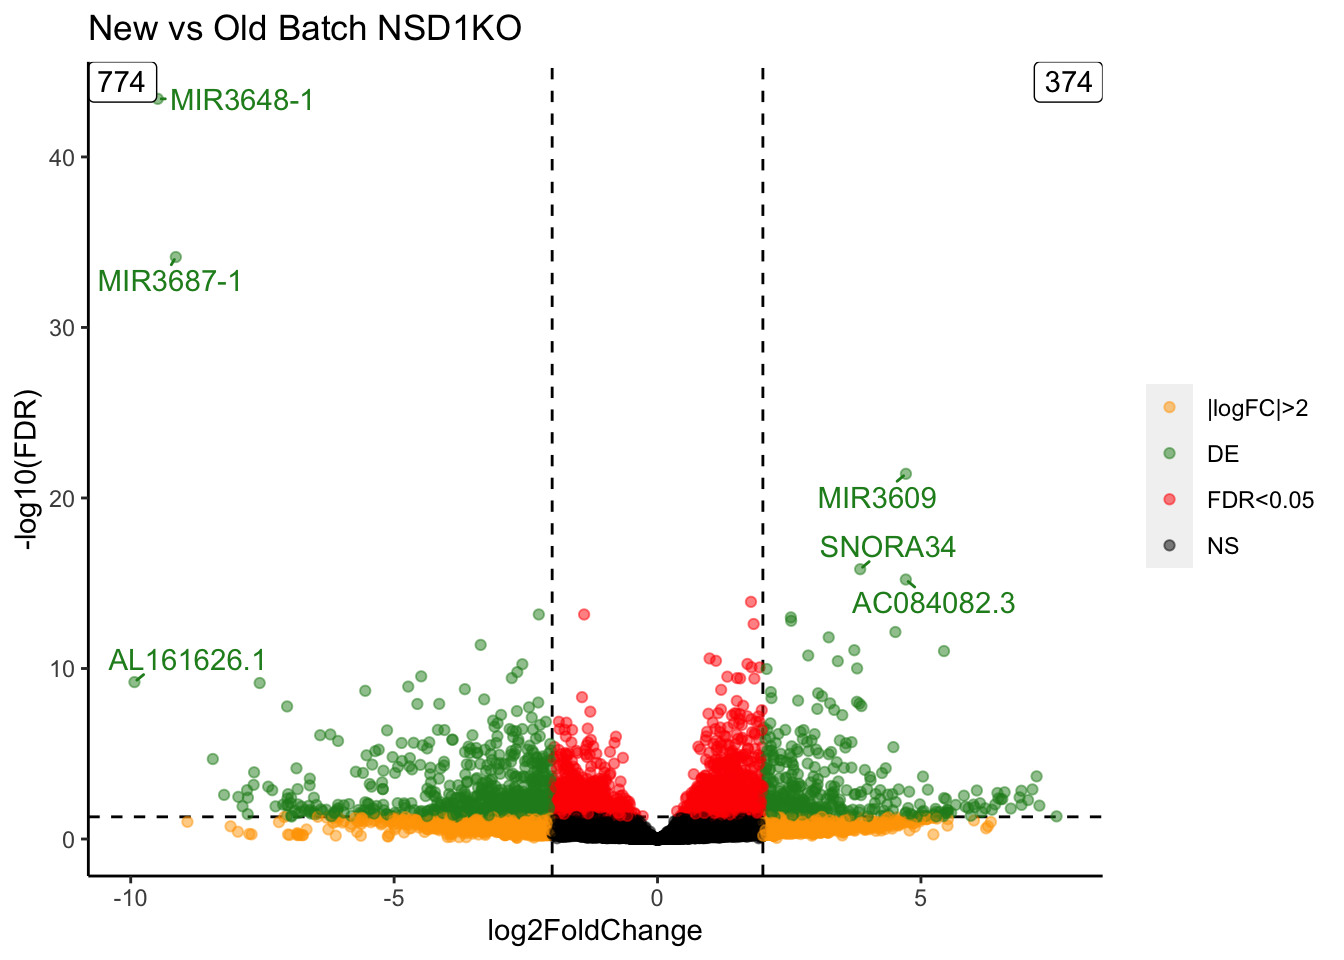 New vs Old Batch NSD1KO
774
374
MIR3648-1
MIR3687-1
MIR3609
SNORA34
AC084082.3
AL161626.1
40
30
20
10
0
-log10(FDR)
-10
-5
0
5
log2FoldChange
|logFC|>2
DE
FDR<0.05
NS